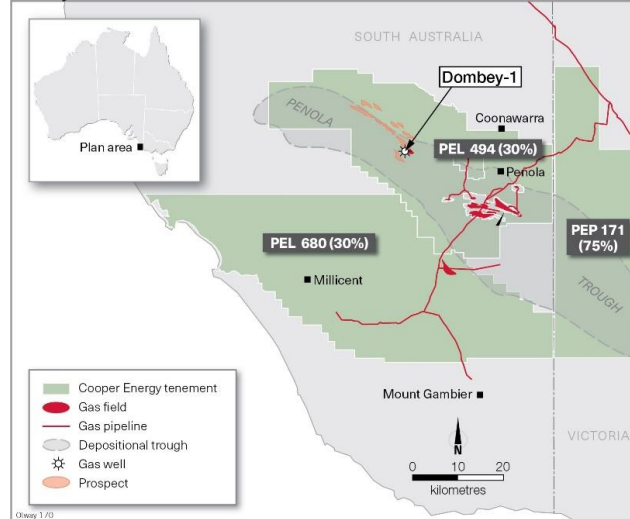 SOUTH AUSTRALIA
Plan area
Dombey-1
PENOLA
Coonawarra
PEL 494 (30%)
Penola
PEP 171
(75%)
PEL 680 (30%)
Millicent
TROUGH
Mount Gambier
VICTORIA
N
0 10 20
kilometres
Cooper Energy tenement
Gas field
Gas pipeline
Depositional trough
Gas well
Prospect